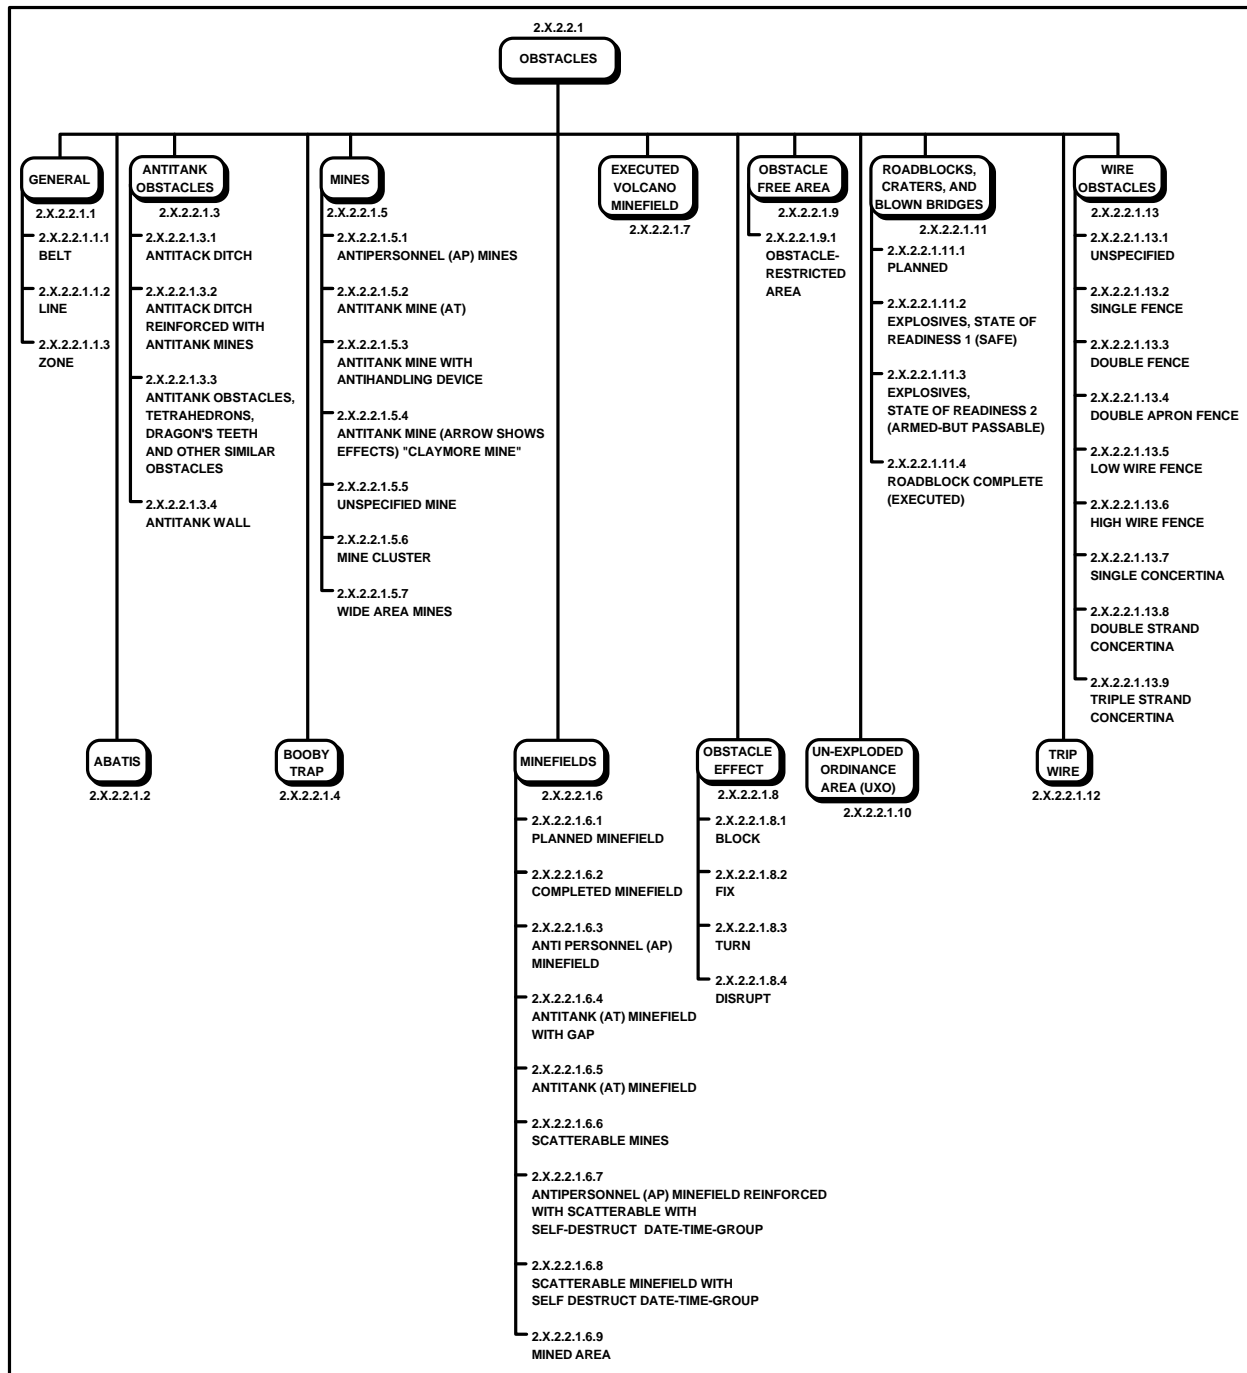 2.X.2.2.1
OBSTACLES
GENERAL
2.X.2.2.1.1
2.X.2.2.1.1.1
BELT
2.X.2.2.1.1.2
LINE
2.X.2.2.1.1.3
ZONE
ANTITANK
OBSTACLES
2.X.2.2.1.3
2.X.2.2.1.3.1
ANTITACK DITCH
2.X.2.2.1.3.2
ANTITACK DITCH
REINFORCED WITH
ANTITANK MINES
2.X.2.2.1.3.3
ANTITANK OBSTACLES,
TETRAHEDRONS,
DRAGON'S TEETH
AND OTHER SIMILAR
OBSTACLES
2.X.2.2.1.3.4
ANTITANK WALL
MINES
2.X.2.2.1.5
2.X.2.2.1.5.1
ANTIPERSONNEL (AP) MINES
2.X.2.2.1.5.2
ANTITANK MINE (AT)
2.X.2.2.1.5.3
ANTITANK MINE WITH
ANTIHANDLING DEVICE
2.X.2.2.1.5.4
ANTITANK MINE (ARROW SHOWS
EFFECTS) "CLAYMORE MINE"
2.X.2.2.1.5.5
UNSPECIFIED MINE
2.X.2.2.1.5.6
MINE CLUSTER
2.X.2.2.1.5.7
WIDE AREA MINES
EXECUTED
VOLCANO
MINEFIELD
2.X.2.2.1.7
OBSTACLE
FREE AREA
2.X.2.2.1.9
2.X.2.2.1.9.1
OBSTACLE-
RESTRICTED
AREA
ROADBLOCKS,
CRATERS, AND
BLOWN BRIDGES
2.X.2.2.1.11
2.X.2.2.1.11.1
PLANNED
2.X.2.2.1.11.2
EXPLOSIVES, STATE OF
READINESS 1 (SAFE)
2.X.2.2.1.11.3
EXPLOSIVES,
STATE OF READINESS 2
(ARMED-BUT PASSABLE)
2.X.2.2.1.11.4
ROADBLOCK COMPLETE
(EXECUTED)
WIRE
OBSTACLES
2.X.2.2.1.13
2.X.2.2.1.13.1
UNSPECIFIED
2.X.2.2.1.13.2
SINGLE FENCE
2.X.2.2.1.13.3
DOUBLE FENCE
2.X.2.2.1.13.4
DOUBLE APRON FENCE
2.X.2.2.1.13.5
LOW WIRE FENCE
2.X.2.2.1.13.6
HIGH WIRE FENCE
2.X.2.2.1.13.7
SINGLE CONCERTINA
2.X.2.2.1.13.8
DOUBLE STRAND
CONCERTINA
2.X.2.2.1.13.9
TRIPLE STRAND
CONCERTINA
ABATIS
2.X.2.2.1.2
BOOBY
TRAP
2.X.2.2.1.4
MINEFIELDS
2.X.2.2.1.6
2.X.2.2.1.6.1
PLANNED MINEFIELD
2.X.2.2.1.6.2
COMPLETED MINEFIELD
2.X.2.2.1.6.3
ANTI PERSONNEL (AP)
MINEFIELD
2.X.2.2.1.6.4
ANTITANK (AT) MINEFIELD
WITH GAP
2.X.2.2.1.6.5
ANTITANK (AT) MINEFIELD
2.X.2.2.1.6.6
SCATTERABLE MINES
2.X.2.2.1.6.7
ANTIPERSONNEL (AP) MINEFIELD REINFORCED
WITH SCATTERABLE WITH
SELF-DESTRUCT DATE-TIME-GROUP
2.X.2.2.1.6.8
SCATTERABLE MINEFIELD WITH
SELF DESTRUCT DATE-TIME-GROUP
2.X.2.2.1.6.9
MINED AREA
OBSTACLE
EFFECT
2.X.2.2.1.8
2.X.2.2.1.8.1
BLOCK
2.X.2.2.1.8.2
FIX
2.X.2.2.1.8.3
TURN
2.X.2.2.1.8.4
DISRUPT
UN-EXPLODED
ORDINANCE
AREA (UXO)
2.X.2.2.1.10
TRIP
WIRE
2.X.2.2.1.12